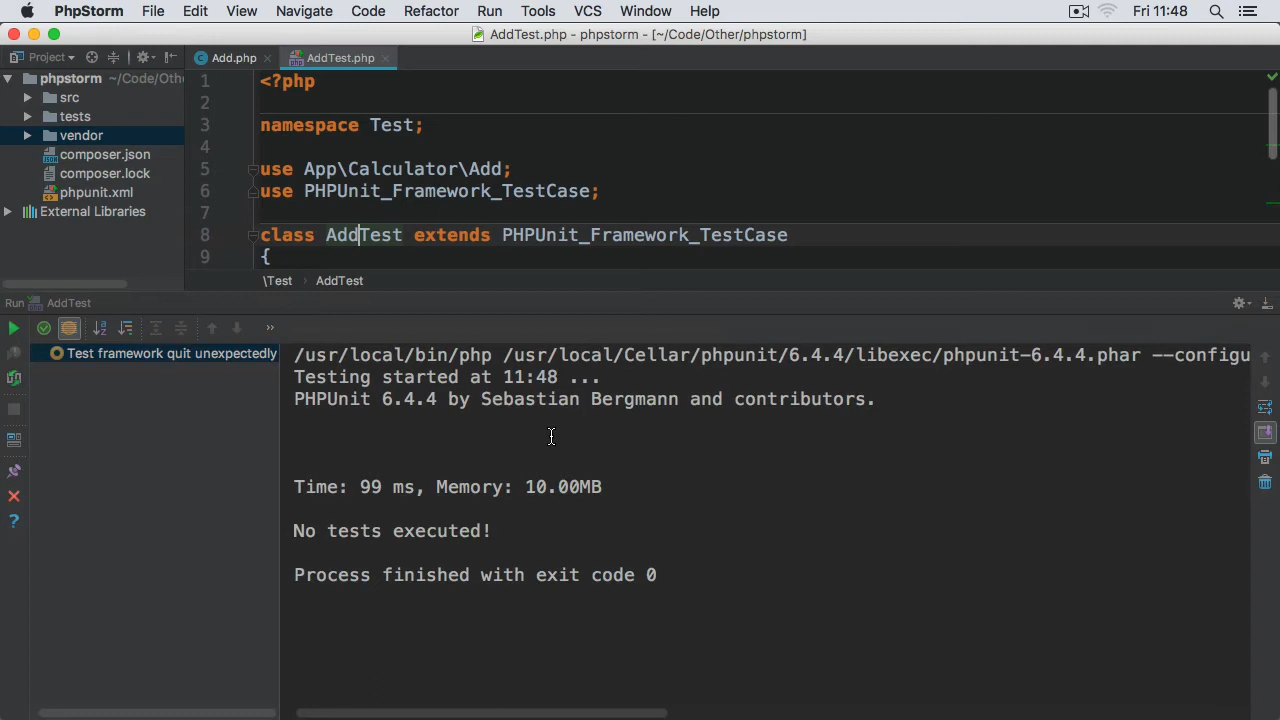 PhpStorm File Edit View Navigate Code Refactor Run Tools VCS Window Help Fri 11:48
AddTest.php - phpstorm - [~/Code/Other/phpstorm]
Project
Add.php
AddTest.php
phpstorm ~/Code/Oth
src
tests
vendor
composer.json
composer.lock
phpunit.xml
External Libraries
1 <?php
2
3 namespace Test;
4
5 use App\Calculator\Add;
6 use PHPUnit_Framework_TestCase;
7
8 class AddTest extends PHPUnit_Framework_TestCase
9 {
\Test › AddTest
Run AddTest
Test framework quit unexpectedly
/usr/local/bin/php /usr/local/Cellar/phpunit/6.4.4/libexec/phpunit-6.4.4.phar --configu
Testing started at 11:48 ...
PHPUnit 6.4.4 by Sebastian Bergmann and contributors.
Time: 99 ms, Memory: 10.00MB
No tests executed!
Process finished with exit code 0